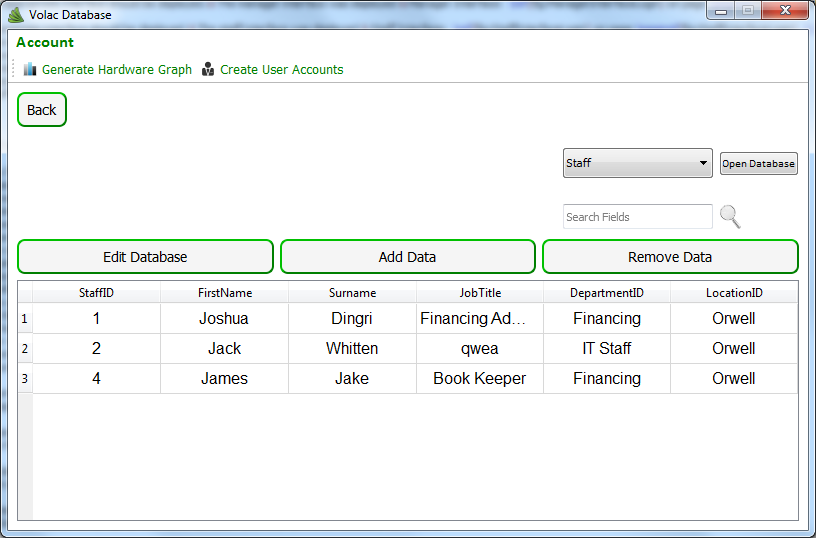 Volac Database
Account
Generate Hardware Graph Create User Accounts
Back
Staff Open Database
Search Fields
Edit Database Add Data Remove Data
StaffID FirstName Surname JobTitle DepartmentID LocationID
1 1 Joshua Dingri Financing Ad... Financing Orwell
2 2 Jack Whitten qwea IT Staff Orwell
3 4 James Jake Book Keeper Financing Orwell